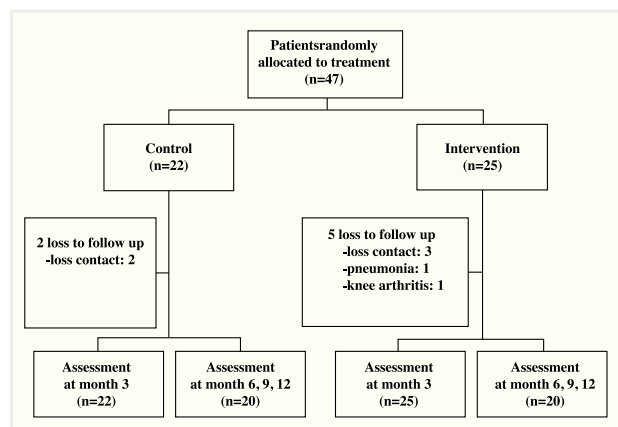 Patientsrandomly
allocated to treatment
(n=47)
Control
(n=22)
Intervention
(n=25)
2 loss to follow up
-loss contact: 2
5 loss to follow up
-loss contact: 3
-pneumonia: 1
-knee arthritis: 1
Assessment
at month 3
(n=22)
Assessment
at month 6, 9, 12
(n=20)
Assessment
at month 3
(n=25)
Assessment
at month 6, 9, 12
(n=20)